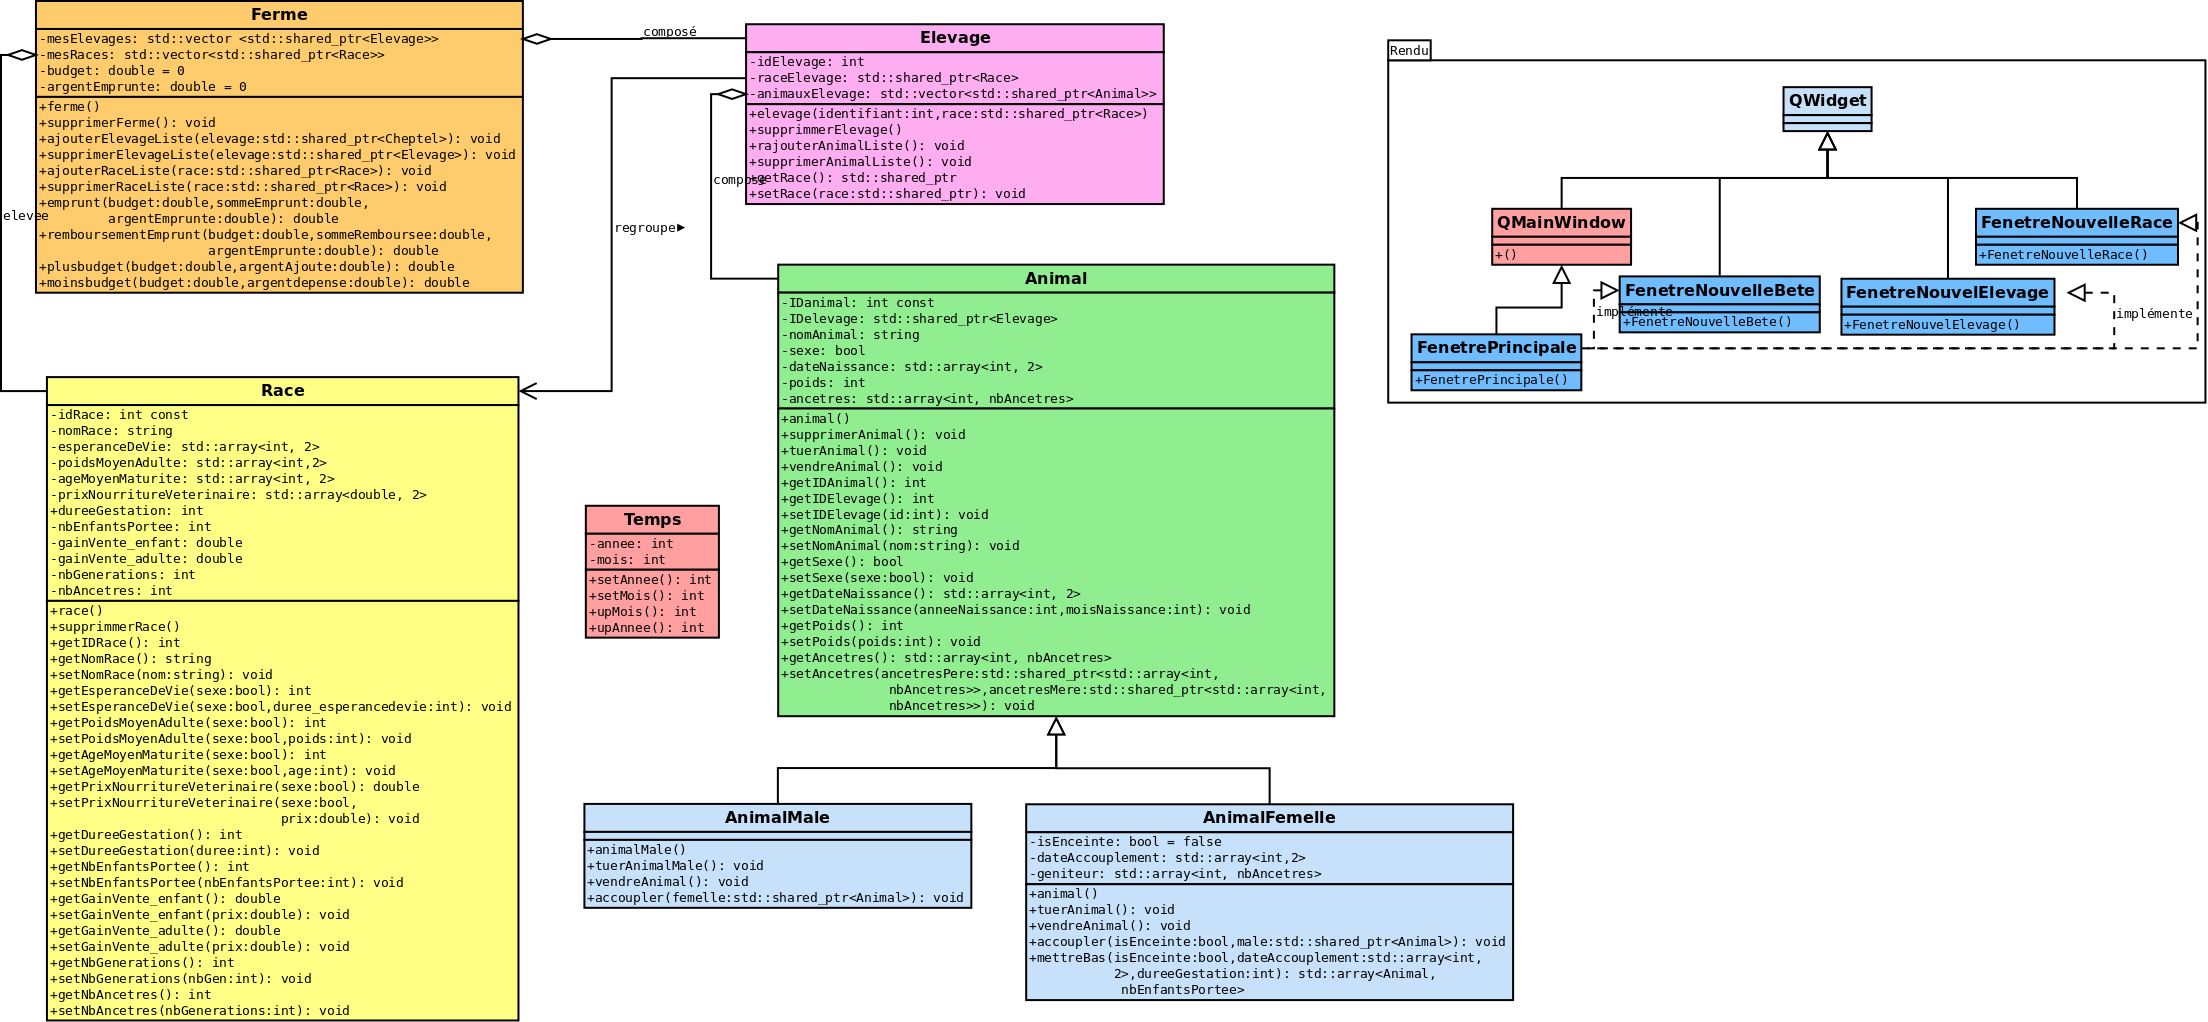 Ferme
-mesElevages: std::vector <std::shared_ptr<Elevage>>
-mesRaces: std::vector<std::shared_ptr<Race>>
-budget: double = 0
-argentEmprunte: double = 0
+ferme()
+supprimerFerme(): void
+ajouterElevageListe(elevage:std::shared_ptr<Cheptel>): void
+supprimerElevageListe(elevage:std::shared_ptr<Elevage>): void
+ajouterRaceListe(race:std::shared_ptr<Race>): void
+supprimerRaceListe(race:std::shared_ptr<Race>): void
+emprunt(budget:double,sommeEmprunt:double,
argentEmprunte:double): double
+remboursementEmprunt(budget:double,sommeRemboursee:double,
argentEmprunte:double): double
+plusbudget(budget:double,argentAjoute:double): double
+moinsbudget(budget:double,argentdepense:double): double
elevée
composé
Elevage
-idElevage: int
-raceElevage: std::shared_ptr<Race>
-animauxElevage: std::vector<std::shared_ptr<Animal>>
+elevage(identifiant:int,race:std::shared_ptr<Race>)
+supprimmerElevage()
+rajouterAnimalListe(): void
+supprimerAnimalListe(): void
+getRace(): std::shared_ptr
+setRace(race:std::shared_ptr): void
composé
regroupe►
Race
-idRace: int const
-nomRace: string
-esperanceDeVie: std::array<int, 2>
-poidsMoyenAdulte: std::array<int,2>
-ageMoyenMaturite: std::array<int, 2>
-prixNourritureVeterinaire: std::array<double, 2>
+dureeGestation: int
-nbEnfantsPortee: int
-gainVente_enfant: double
-gainVente_adulte: double
-nbGenerations: int
-nbAncetres: int
+race()
+supprimmerRace()
+getIDRace(): int
+getNomRace(): string
+setNomRace(nom:string): void
+getEsperanceDeVie(sexe:bool): int
+setEsperanceDeVie(sexe:bool,duree_esperancedevie:int): void
+getPoidsMoyenAdulte(sexe:bool): int
+setPoidsMoyenAdulte(sexe:bool,poids:int): void
+getAgeMoyenMaturite(sexe:bool): int
+setAgeMoyenMaturite(sexe:bool,age:int): void
+getPrixNourritureVeterinaire(sexe:bool): double
+setPrixNourritureVeterinaire(sexe:bool,
prix:double): void
+getDureeGestation(): int
+setDureeGestation(duree:int): void
+getNbEnfantsPortee(): int
+setNbEnfantsPortee(nbEnfantsPortee:int): void
+getGainVente_enfant(): double
+setGainVente_enfant(prix:double): void
+getGainVente_adulte(): double
+setGainVente_adulte(prix:double): void
+getNbGenerations(): int
+setNbGenerations(nbGen:int): void
+getNbAncetres(): int
+setNbAncetres(nbGenerations:int): void
Temps
-annee: int
-mois: int
+setAnnee(): int
+setMois(): int
+upMois(): int
+upAnnee(): int
Animal
-IDanimal: int const
-IDelevage: std::shared_ptr<Elevage>
-nomAnimal: string
-sexe: bool
-dateNaissance: std::array<int, 2>
-poids: int
-ancetres: std::array<int, nbAncetres>
+animal()
+supprimerAnimal(): void
+tuerAnimal(): void
+vendreAnimal(): void
+getIDAnimal(): int
+getIDElevage(): int
+setIDElevage(id:int): void
+getNomAnimal(): string
+setNomAnimal(nom:string): void
+getSexe(): bool
+setSexe(sexe:bool): void
+getDateNaissance(): std::array<int, 2>
+setDateNaissance(anneeNaissance:int,moisNaissance:int): void
+getPoids(): int
+setPoids(poids:int): void
+getAncetres(): std::array<int, nbAncetres>
+setAncetres(ancetresPere:std::shared_ptr<std::array<int,
nbAncetres>>,ancetresMere:std::shared_ptr<std::array<int,
nbAncetres>>): void
AnimalMale
+animalMale()
+tuerAnimalMale(): void
+vendreAnimal(): void
+accoupler(femelle:std::shared_ptr<Animal>): void
AnimalFemelle
-isEnceinte: bool = false
-dateAccouplement: std::array<int,2>
-geniteur: std::array<int, nbAncetres>
+animal()
+tuerAnimal(): void
+vendreAnimal(): void
+accoupler(isEnceinte:bool,male:std::shared_ptr<Animal>): void
+mettreBas(isEnceinte:bool,dateAccouplement:std::array<int,
2>,dureeGestation:int): std::array<Animal,
nbEnfantsPortee>
Rendu
QWidget
QMainWindow
+()
FenetreNouvelleRace
+FenetreNouvelleRace()
FenetreNouvelleBete
+FenetreNouvelleBete()
implémente
FenetreNouvelElevage
+FenetreNouvelElevage()
implémente
FenetrePrincipale
+FenetrePrincipale()